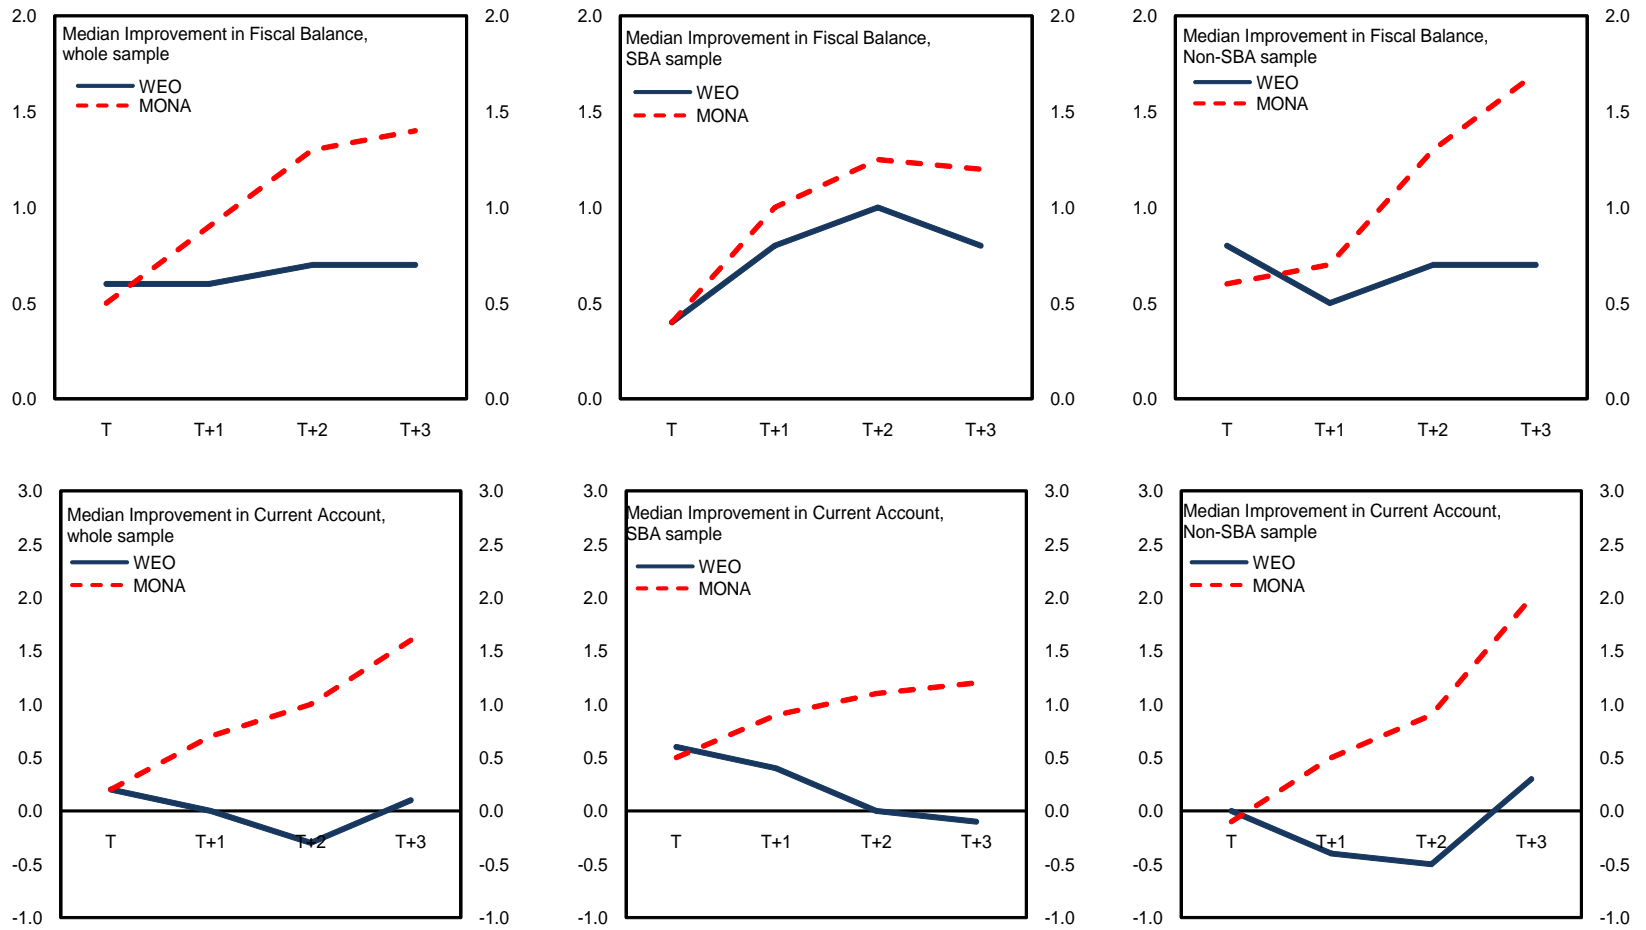 Median Improvement in Fiscal Balance,
whole sample
WEO
MONA
2.0
1.5
1.0
0.5
0.0
2.0
1.5
1.0
0.5
0.0
T T+1 T+2 T+3
Median Improvement in Fiscal Balance,
SBA sample
WEO
MONA
2.0
1.5
1.0
0.5
0.0
2.0
1.5
1.0
0.5
0.0
T T+1 T+2 T+3
Median Improvement in Fiscal Balance,
Non-SBA sample
WEO
MONA
2.0
1.5
1.0
0.5
0.0
2.0
1.5
1.0
0.5
0.0
T T+1 T+2 T+3
Median Improvement in Current Account,
whole sample
WEO
MONA
3.0
2.5
2.0
1.5
1.0
0.5
0.0
-0.5
-1.0
3.0
2.5
2.0
1.5
1.0
0.5
0.0
-0.5
-1.0
T T+1 T+2 T+3
Median Improvement in Current Account,
SBA sample
WEO
MONA
3.0
2.5
2.0
1.5
1.0
0.5
0.0
-0.5
-1.0
3.0
2.5
2.0
1.5
1.0
0.5
0.0
-0.5
-1.0
T T+1 T+2 T+3
Median Improvement in Current Account,
Non-SBA sample
WEO
MONA
3.0
2.5
2.0
1.5
1.0
0.5
0.0
-0.5
-1.0
3.0
2.5
2.0
1.5
1.0
0.5
0.0
-0.5
-1.0
T T+1 T+2 T+3